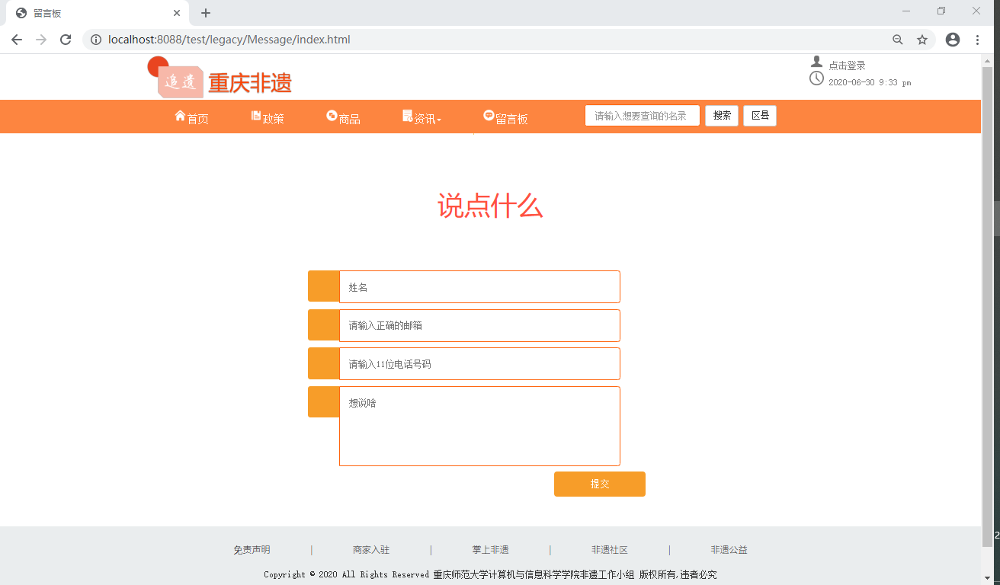 留言板
localhost:8088/test/legacy/Message/index.html
追遗 重庆非遗
点击登录
2020-06-30 9:33 pm
首页 政策 商品 资讯 留言板 请输入想要查询的名录 搜索 区县
说点什么
姓名
请输入正确的邮箱
请输入11位电话号码
想说啥
提交
免责声明 | 商家入驻 | 掌上非遗 | 非遗社区 | 非遗公益
Copyright © 2020 All Rights Reserved 重庆师范大学计算机与信息科学学院非遗工作小组 版权所有,违者必究
2